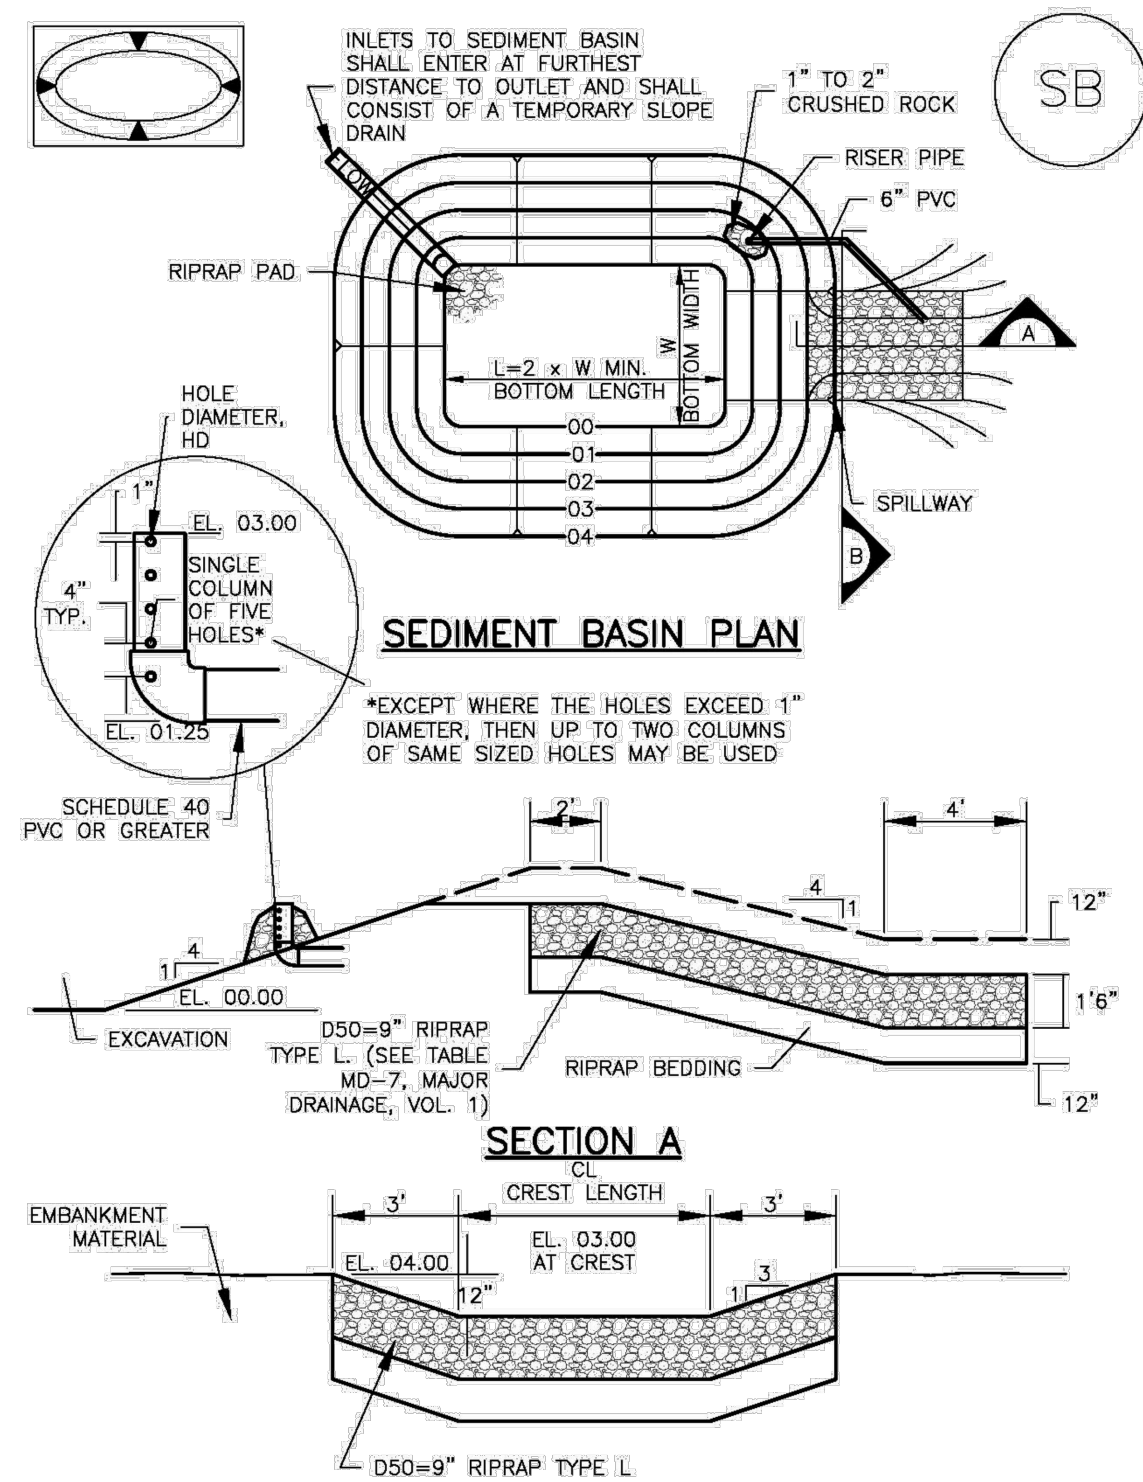 INLETS TO SEDIMENT BASIN
SHALL ENTER AT FURTHEST
DISTANCE TO OUTLET AND SHALL
CONSIST OF A TEMPORARY SLOPE
DRAIN
1" TO 2"
CRUSHED ROCK
SB
RISER PIPE
6" PVC
FLOW
RIPRAP PAD
W
BOTTOM WIDTH
L=2 x W MIN.
BOTTOM LENGTH
A
00
01
02
03
04
SPILLWAY
B
HOLE
DIAMETER,
HD
1"
EL. 03.00
4"
TYP.
SINGLE
COLUMN
OF FIVE
HOLES*
EL. 01.25
SCHEDULE 40
PVC OR GREATER
SEDIMENT BASIN PLAN
*EXCEPT WHERE THE HOLES EXCEED 1"
DIAMETER, THEN UP TO TWO COLUMNS
OF SAME SIZED HOLES MAY BE USED
2'
4'
4
1
12"
4
1
EL. 00.00
EXCAVATION
1'6"
D50=9" RIPRAP
TYPE L. (SEE TABLE
MD-7, MAJOR
DRAINAGE, VOL. 1)
RIPRAP BEDDING
12"
SECTION A
CL
CREST LENGTH
3'
3'
EMBANKMENT
MATERIAL
EL. 04.00
EL. 03.00
AT CREST
12"
3
1
D50=9" RIPRAP TYPE L